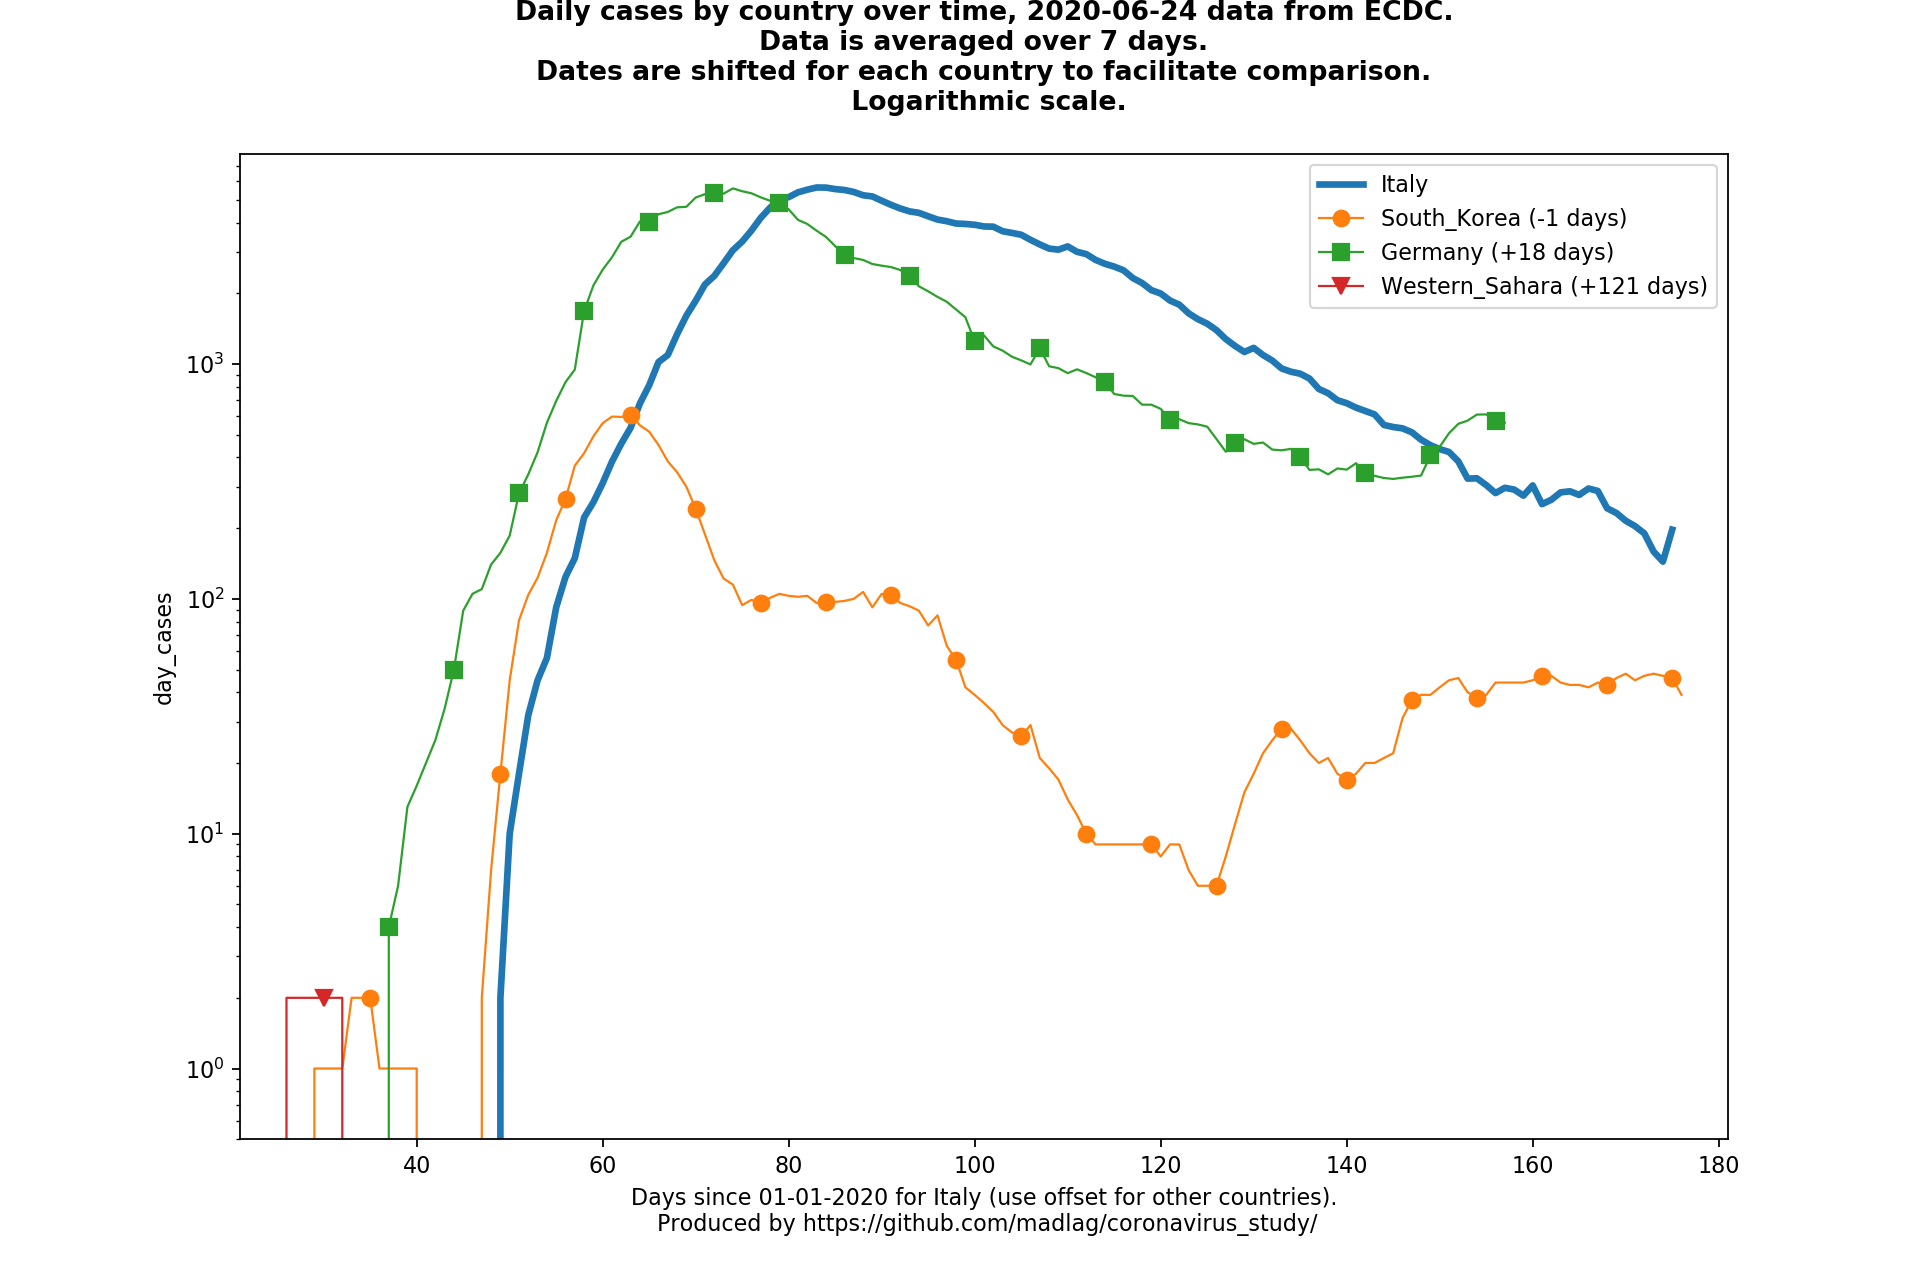 Daily cases by country over time, 2020-06-24 data from ECDC.
Data is averaged over 7 days.
Dates are shifted for each country to facilitate comparison.
Logarithmic scale.
Italy
South_Korea (-1 days)
Germany (+18 days)
Western_Sahara (+121 days)
day_cases
10³
10²
10¹
10⁰
40 60 80 100 120 140 160 180
Days since 01-01-2020 for Italy (use offset for other countries).
Produced by https://github.com/madlag/coronavirus_study/